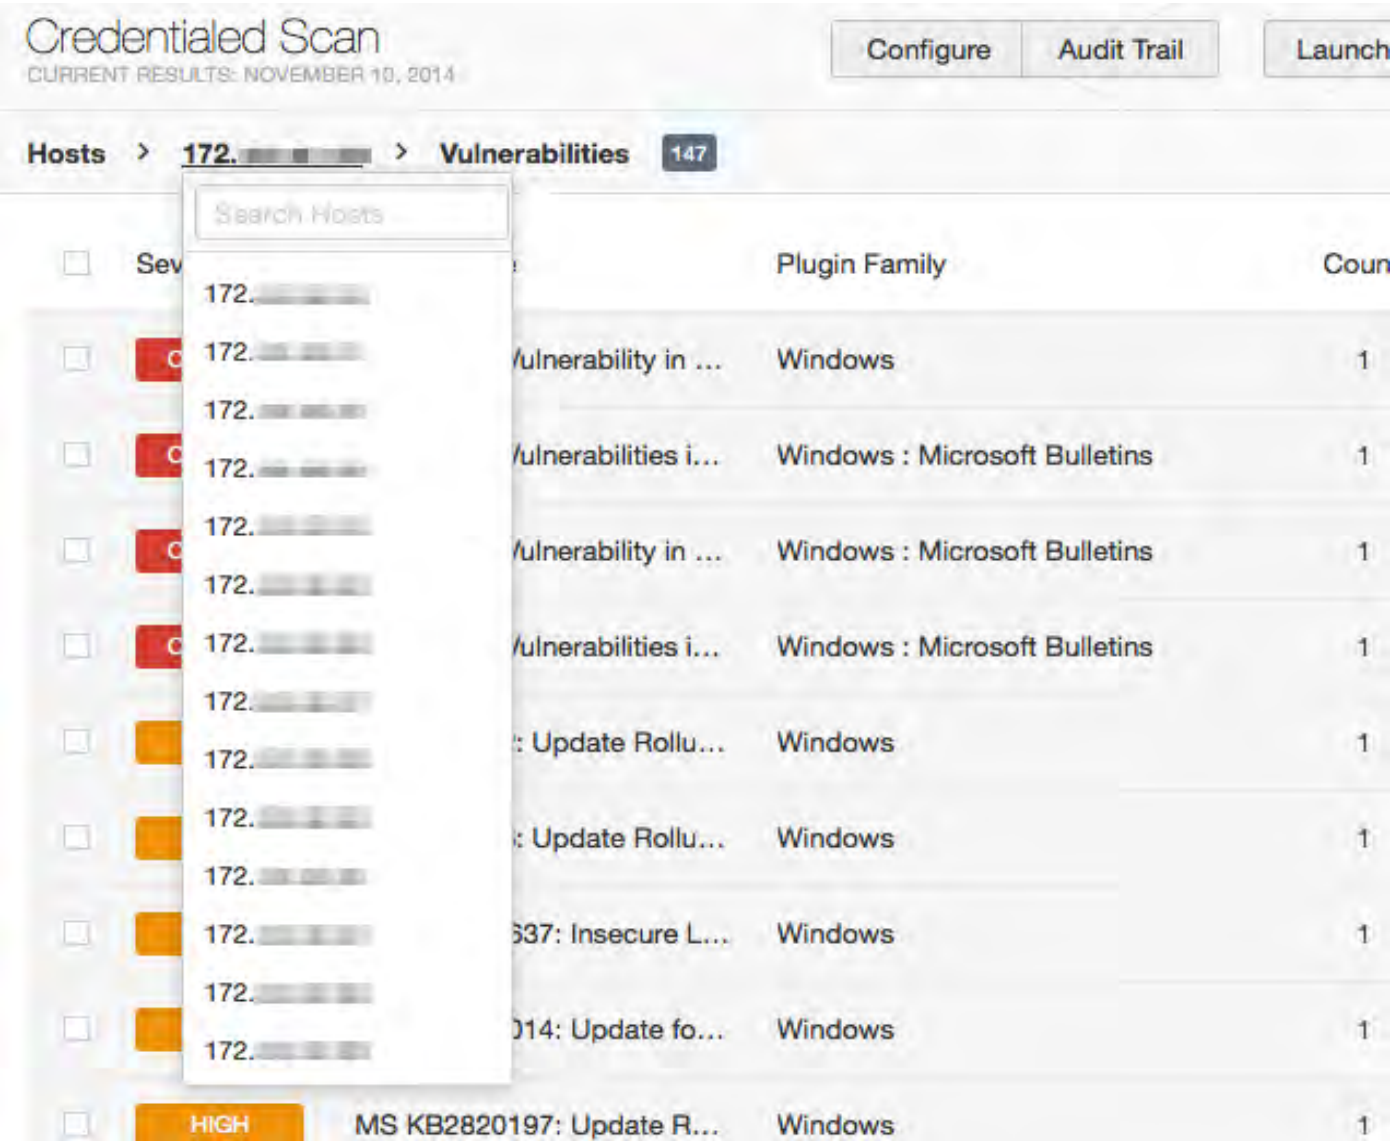 Credentialed Scan
CURRENT RESULTS: NOVEMBER 10, 2014
Configure Audit Trail Launch
Hosts > 172. > Vulnerabilities 147
Search Hosts
Sev Plugin Family Coun
172.
C Vulnerability in ... Windows 1
172.
172.
C Vulnerabilities i... Windows : Microsoft Bulletins 1
172.
172.
C Vulnerability in ... Windows : Microsoft Bulletins 1
172.
C Vulnerabilities i... Windows : Microsoft Bulletins 1
172.
172.
: Update Rollu... Windows 1
172.
172.
: Update Rollu... Windows 1
172.
172.
637: Insecure L... Windows 1
172.
014: Update fo... Windows 1
172.
HIGH MS KB2820197: Update R... Windows 1